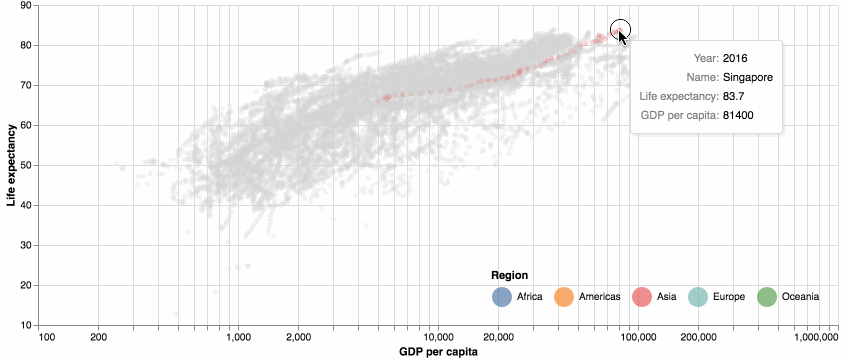 90
80
70
60
50
40
30
20
10
Life expectancy
Year: 2016
Name: Singapore
Life expectancy: 83.7
GDP per capita: 81400
Region
Africa Americas Asia Europe Oceania
100 200 1,000 2,000 10,000 20,000 100,000 200,000 1,000,000
GDP per capita